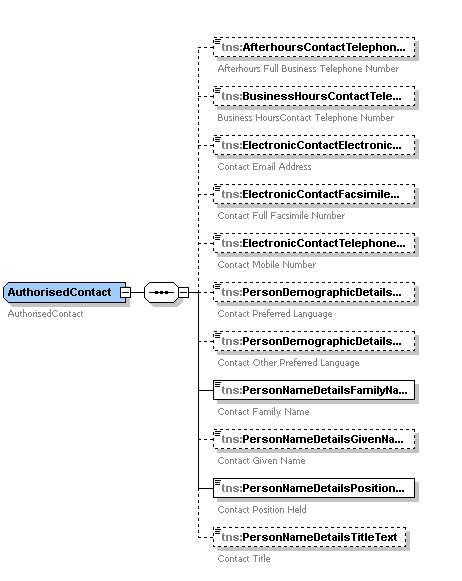 tns:AfterhoursContactTelephon...
Afterhours Full Business Telephone Number
tns:BusinessHoursContactTele...
Business HoursContact Telephone Number
tns:ElectronicContactElectronic...
Contact Email Address
tns:ElectronicContactFacsimile...
Contact Full Facsimile Number
tns:ElectronicContactTelephone...
Contact Mobile Number
AuthorisedContact
AuthorisedContact
tns:PersonDemographicDetails...
Contact Preferred Language
tns:PersonDemographicDetails...
Contact Other Preferred Language
tns:PersonNameDetailsFamilyNa...
Contact Family Name
tns:PersonNameDetailsGivenNa...
Contact Given Name
tns:PersonNameDetailsPosition...
Contact Position Held
tns:PersonNameDetailsTitleText
Contact Title